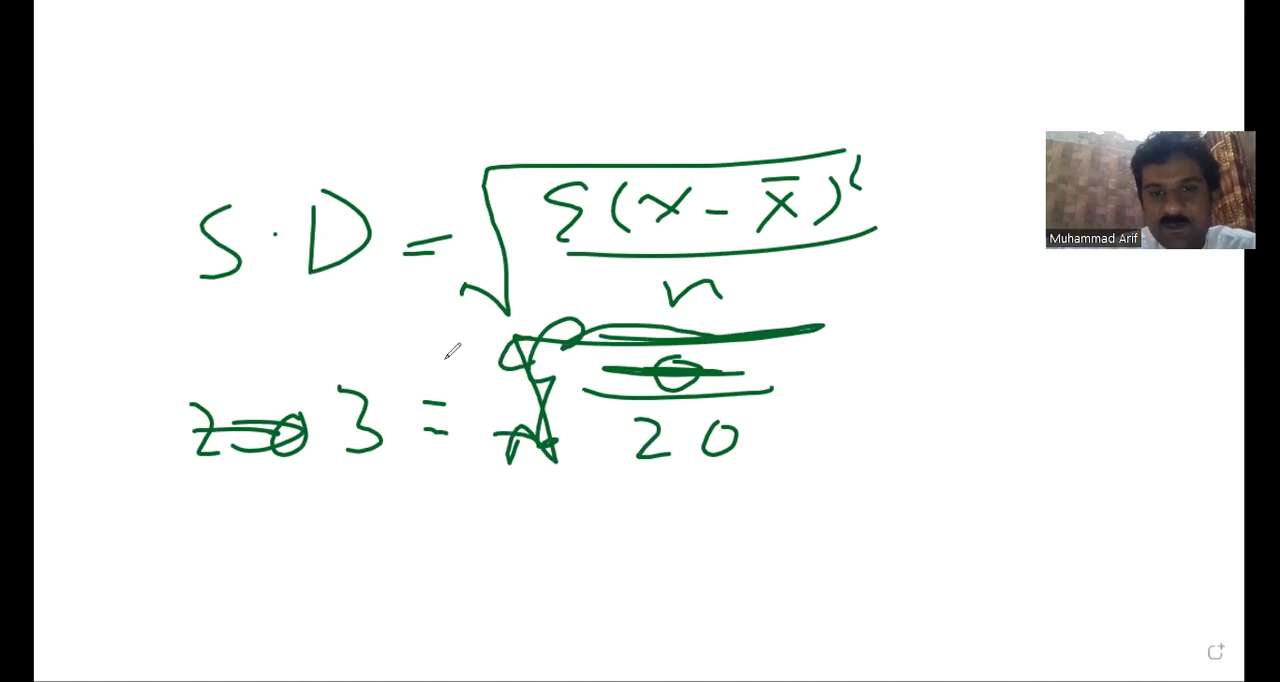 S.D = √Σ(x - x̄)²/n
3 = 20
Muhammad Arif